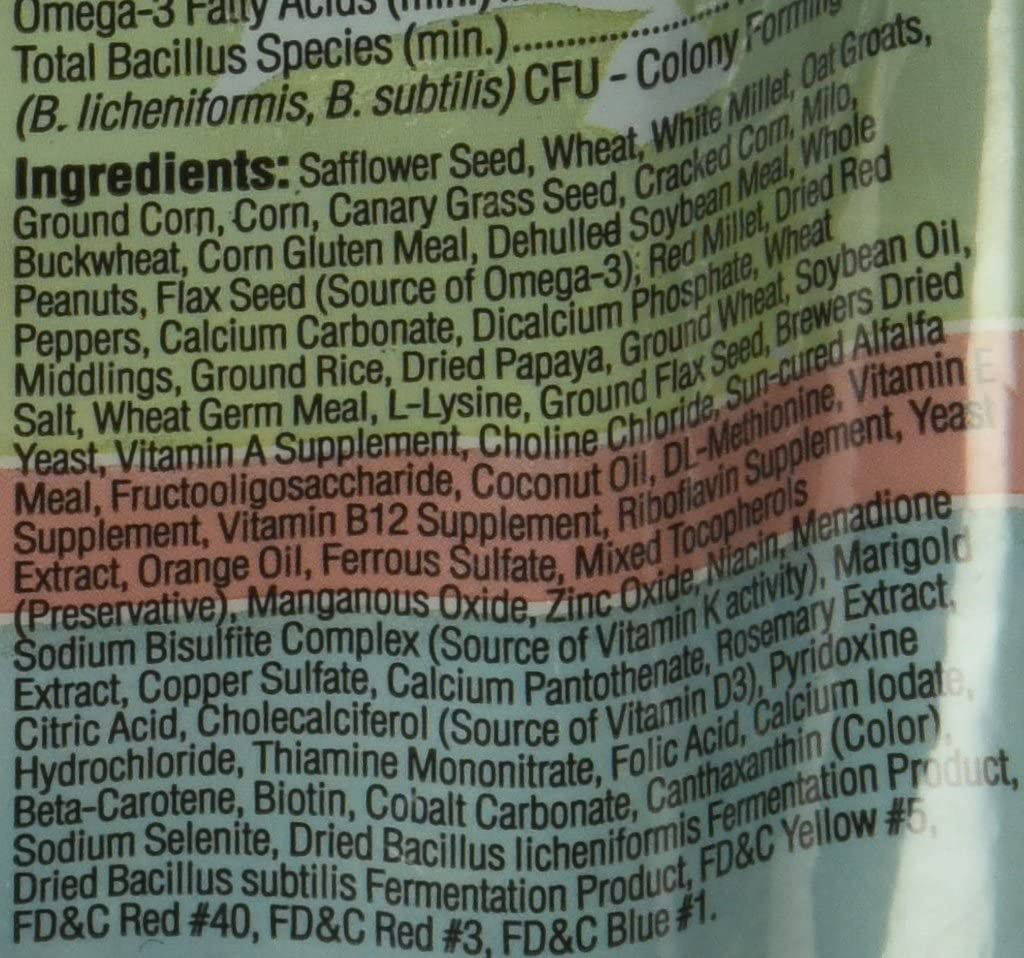 Omega-3 Fatty Acids (min.)
Total Bacillus Species (min.)
(B. licheniformis, B. subtilis) CFU - Colony Forming
Ingredients: Safflower Seed, Wheat, White Millet, Oat Groats,
Ground Corn, Corn, Canary Grass Seed, Cracked Corn, Milo,
Buckwheat, Corn Gluten Meal, Dehulled Soybean Meal, Whole
Peanuts, Flax Seed (Source of Omega-3), Red Millet, Dried Red
Peppers, Calcium Carbonate, Dicalcium Phosphate, Wheat
Middlings, Ground Rice, Dried Papaya, Ground Wheat, Soybean Oil,
Salt, Wheat Germ Meal, L-Lysine, Ground Flax Seed, Brewers Dried
Yeast, Vitamin A Supplement, Choline Chloride, Sun-cured Alfalfa
Meal, Fructooligosaccharide, Coconut Oil, DL-Methionine, Vitamin E
Supplement, Vitamin B12 Supplement, Riboflavin Supplement, Yeast
Extract, Orange Oil, Ferrous Sulfate, Mixed Tocopherols
(Preservative), Manganous Oxide, Zinc Oxide, Niacin, Menadione
Sodium Bisulfite Complex (Source of Vitamin K activity), Marigold
Extract, Copper Sulfate, Calcium Pantothenate, Rosemary Extract,
Citric Acid, Cholecalciferol (Source of Vitamin D3), Pyridoxine
Hydrochloride, Thiamine Mononitrate, Folic Acid, Calcium Iodate,
Beta-Carotene, Biotin, Cobalt Carbonate, Canthaxanthin (Color),
Sodium Selenite, Dried Bacillus licheniformis Fermentation Product,
Dried Bacillus subtilis Fermentation Product, FD&C Yellow #5,
FD&C Red #40, FD&C Red #3, FD&C Blue #1.